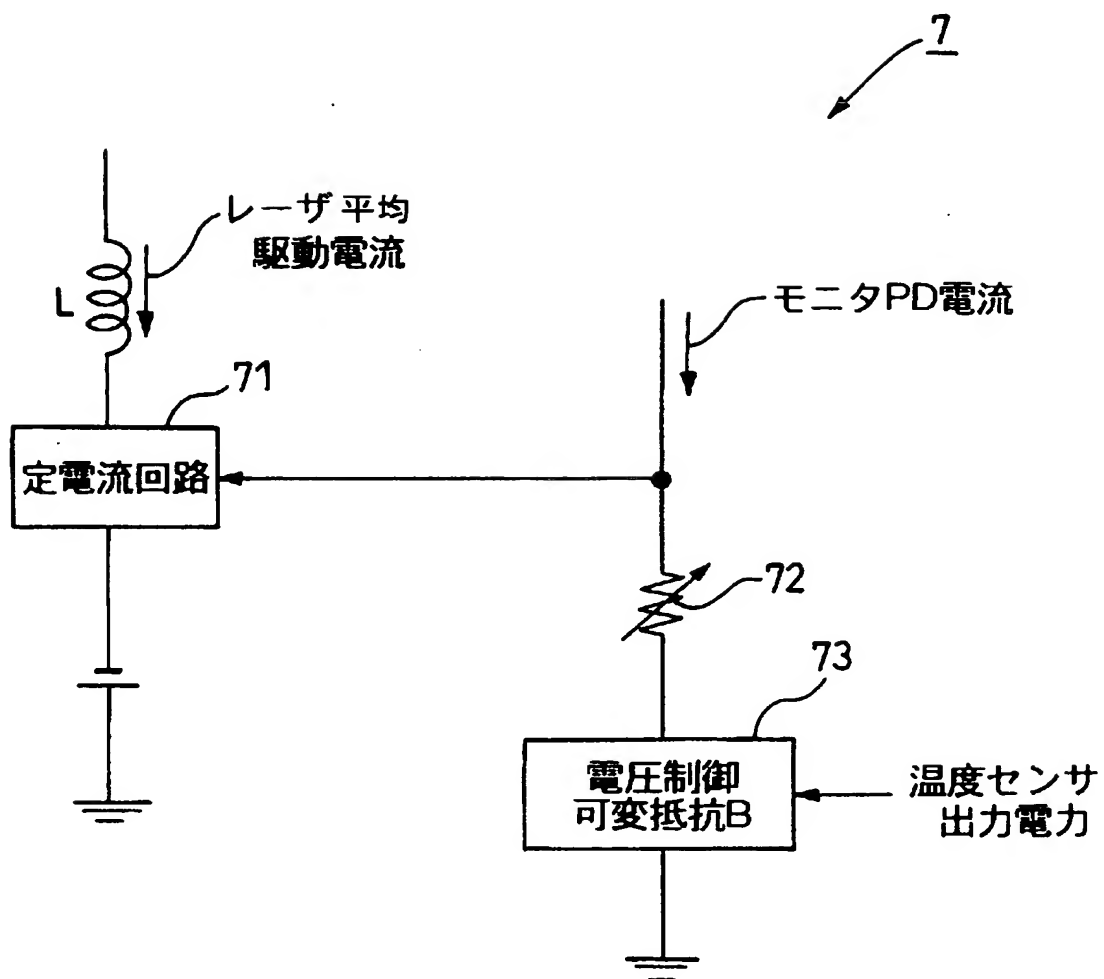 7
レーザ平均
駆動電流
L
モニタPD電流
71
定電流回路
72
73
電圧制御
可変抵抗B
温度センサ
出力電力